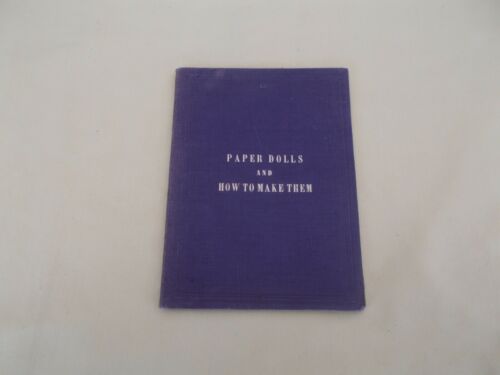 PAPER DOLLS
AND
HOW TO MAKE THEM